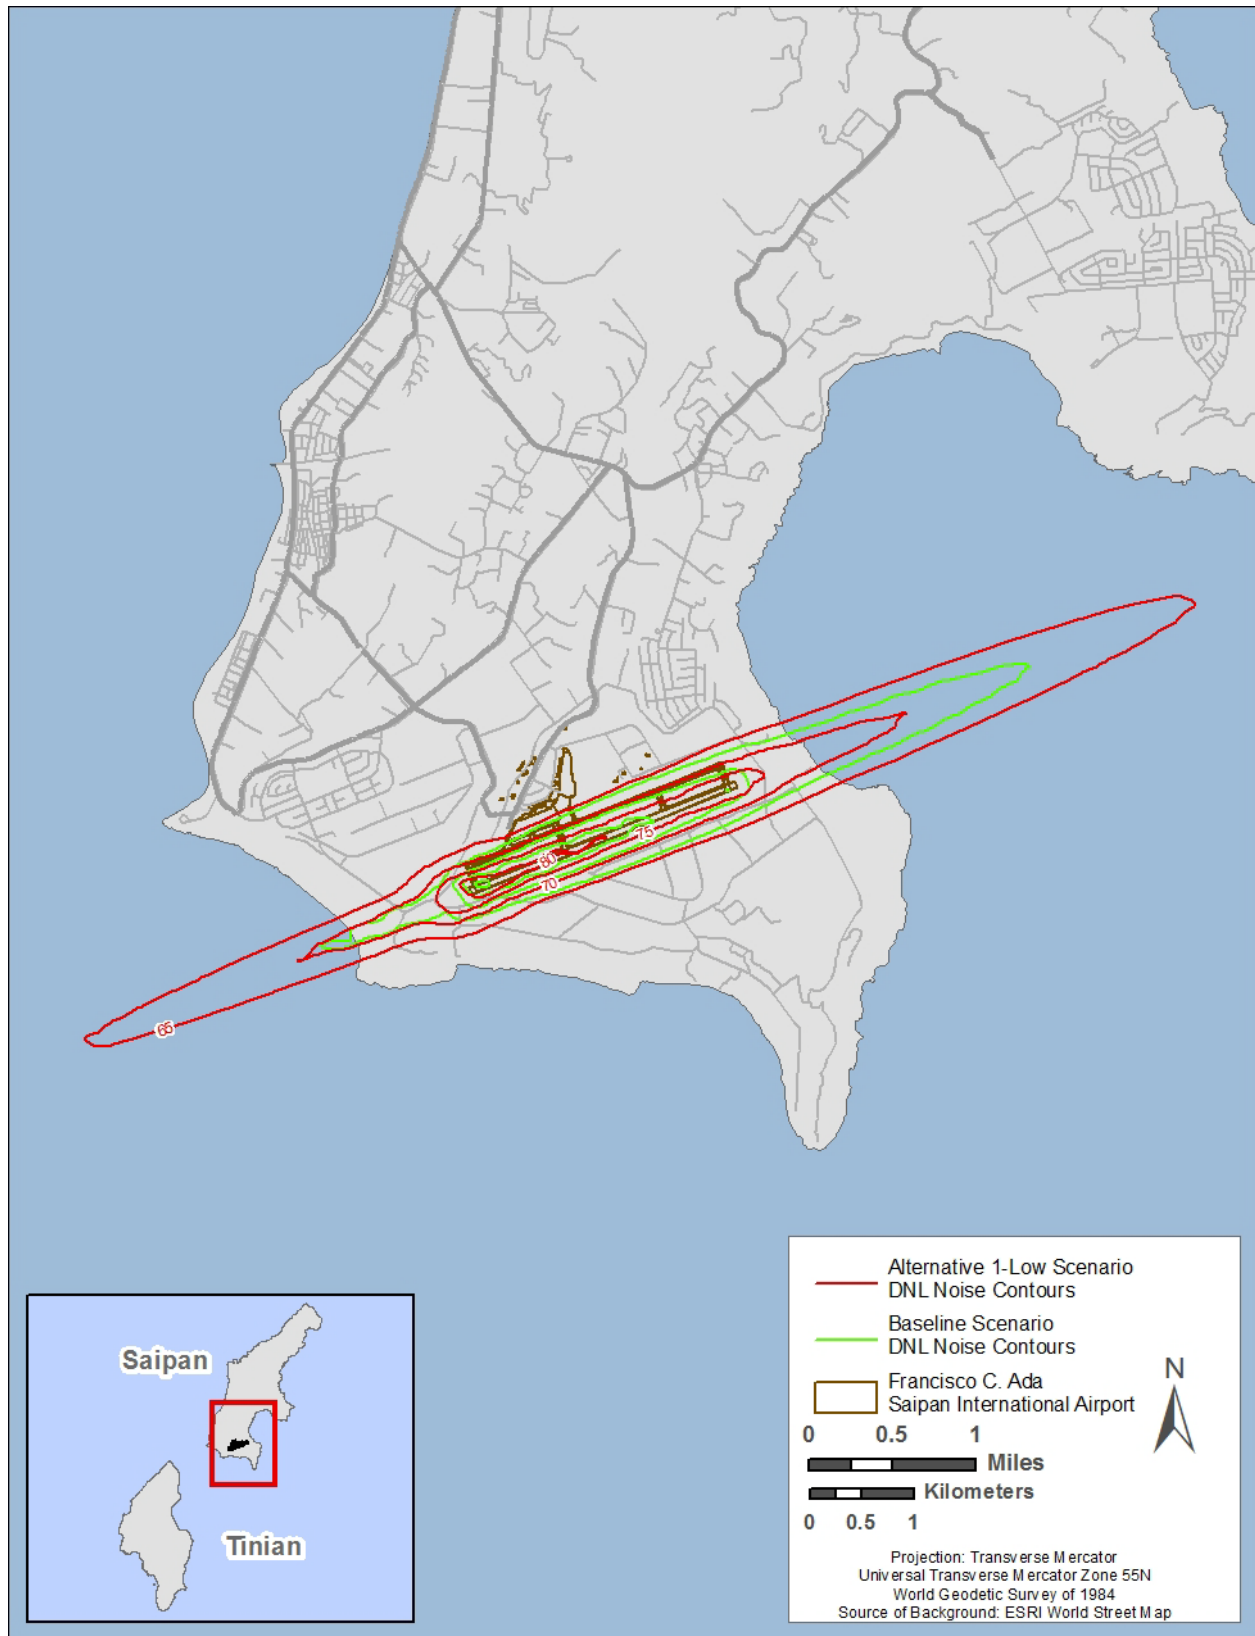 75
80
70
65
Alternative 1-Low Scenario
DNL Noise Contours
Baseline Scenario
DNL Noise Contours
Francisco C. Ada
Saipan International Airport
N
0 0.5 1
Miles
Kilometers
0 0.5 1
Projection: Transverse Mercator
Universal Transverse Mercator Zone 55N
World Geodetic Survey of 1984
Source of Background: ESRI World Street Map
Saipan
Tinian